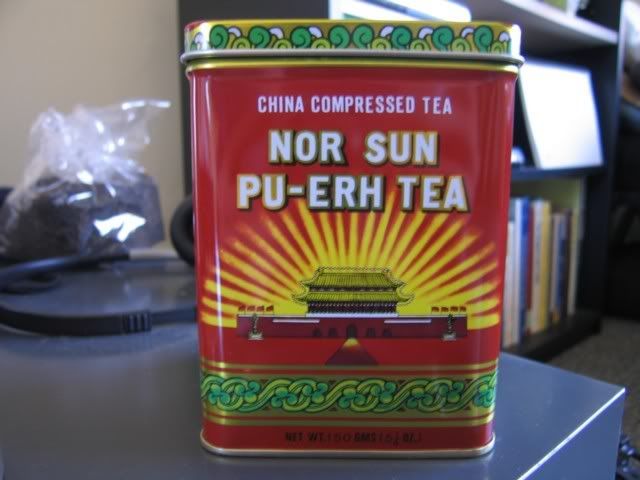 CHINA COMPRESSED TEA
NOR SUN
PU-ERH TEA
NET WT. 150 GMS (5¼ OZ.)